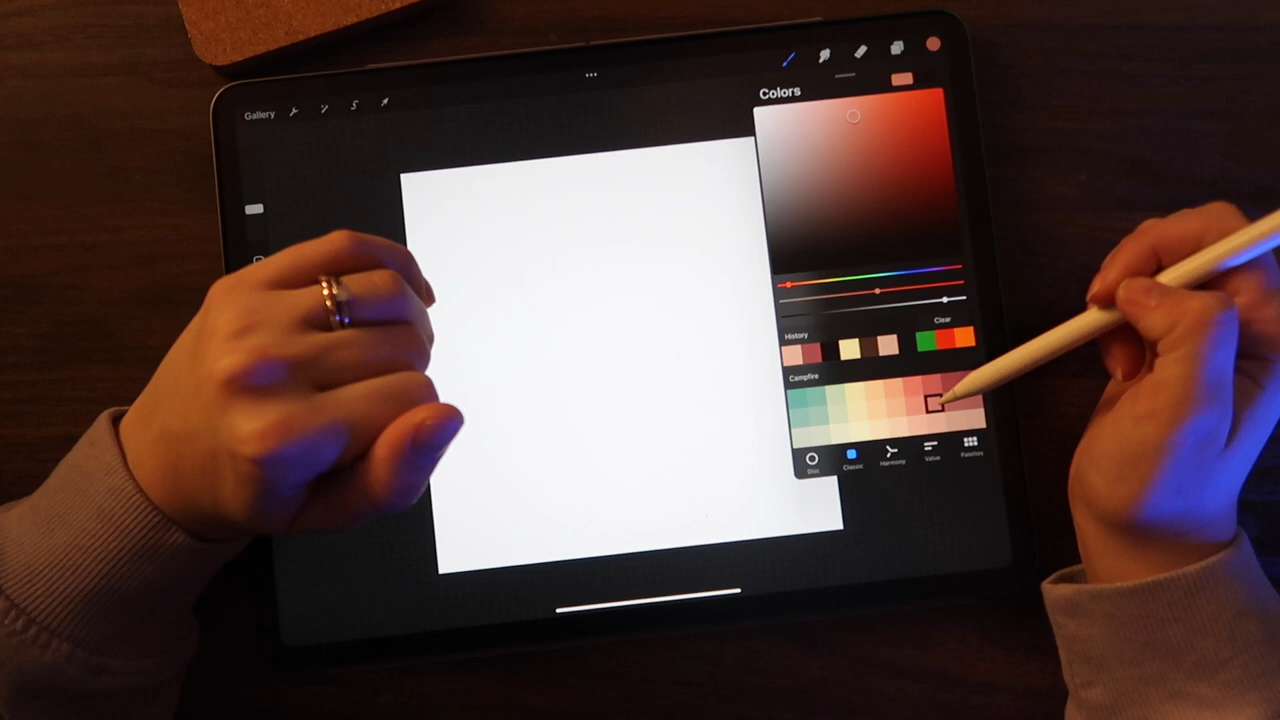 Gallery
Colors
History
Clear
Campfire
Disc
Classic
Harmony
Value
Palettes